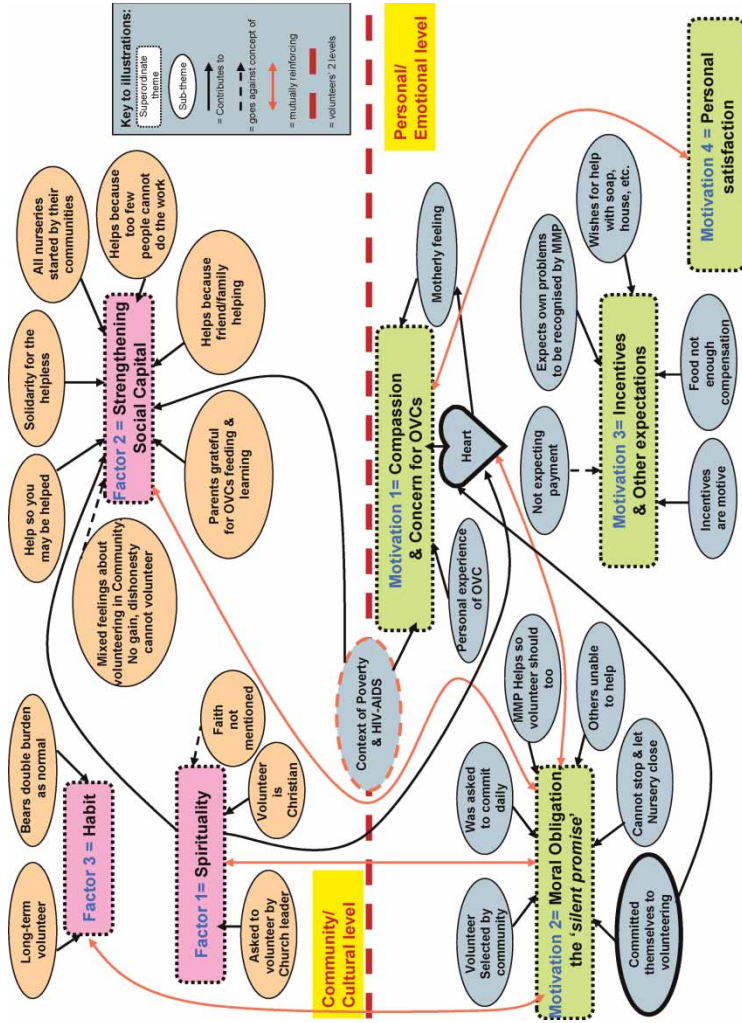 Key to illustrations:
Superordinate
theme
Sub-theme
= Contributes to
= goes against concept of
= mutually reinforcing
= volunteers' 2 levels
Long-term
volunteer
Bears double burden
as normal
Factor 3 = Habit
Help so you
may be helped
Solidarity for the
helpless
All nurseries
started by their
communities
Helps because
too few
people cannot
do the work
Factor 2 = Strengthening
Social Capital
Mixed feelings about
volunteering in Community:
No gain, dishonesty
cannot volunteer
Parents grateful
for OVCs feeding &
learning
Helps because
friend/family
helping
Factor 1= Spirituality
Faith
not
mentioned
Asked to
volunteer by
Church leader
Volunteer
is
Christian
Community/
Cultural level
Personal/
Emotional level
Context of Poverty
& HIV-AIDS
Motivation 1= Compassion
& Concern for OVCs
Motherly feeling
Personal experience
of OVC
Heart
Volunteer
Selected by
community
Was asked
to commit
daily
MMP Helps so
volunteer should
too
Motivation 2= Moral Obligation
the 'silent promise'
Others unable
to help
Committed
themselves to
volunteering
Cannot stop & let
Nursery close
Not expecting
payment
Expects own problems
to be recognised by MMP
Wishes for help
with soap,
house, etc.
Motivation 3= Incentives
& Other expectations
Incentives
are motive
Food not
enough
compensation
Motivation 4 = Personal
satisfaction